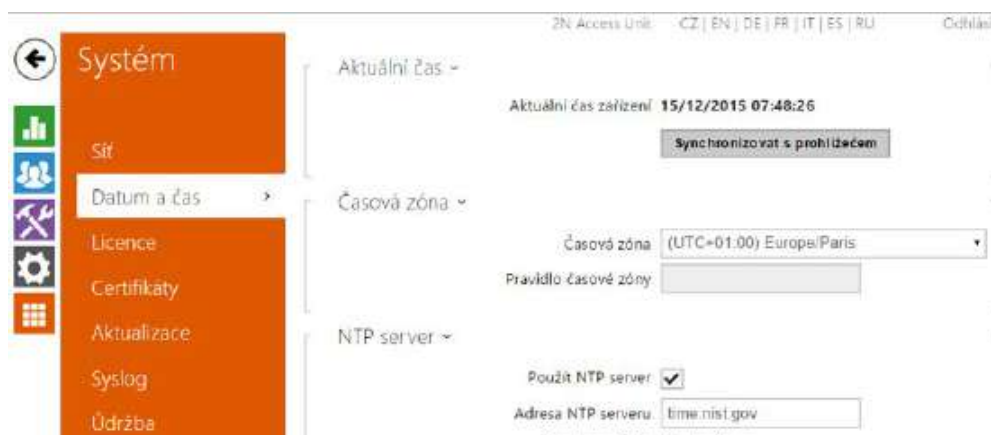 2N Access Unit CZ | EN | DE | FR | IT | ES | RU Odhlási
Systém
Síť
Datum a čas
Licence
Certifikáty
Aktualizace
Syslog
Údržba
Aktuální čas
Aktuální čas zařízení 15/12/2015 07:48:26
Synchronizovat s prohlížečem
Časová zóna
Časová zóna (UTC+01:00) Europe/Paris
Pravidlo časové zóny
NTP server
Použít NTP server
Adresa NTP serveru time.nist.gov